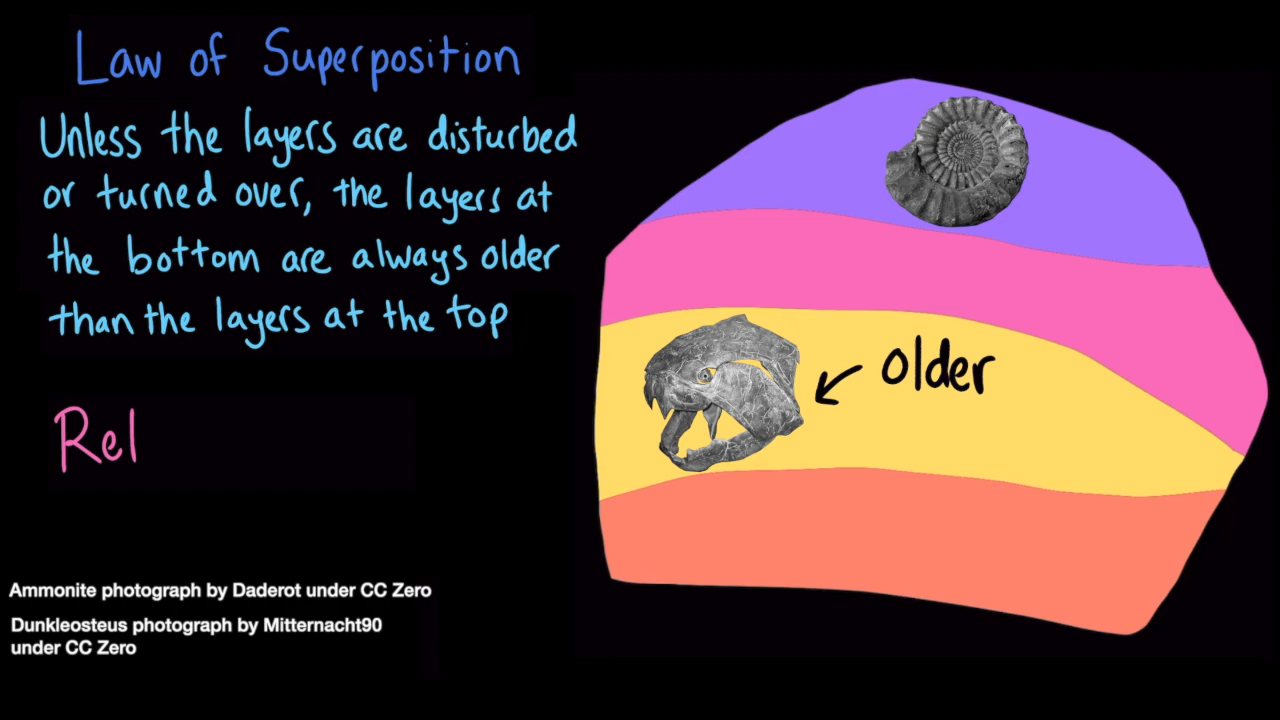 Law of Superposition
Unless the layers are disturbed
or turned over, the layers at
the bottom are always older
than the layers at the top
older
Rel
Ammonite photograph by Daderot under CC Zero
Dunkleosteus photograph by Mitternacht90
under CC Zero